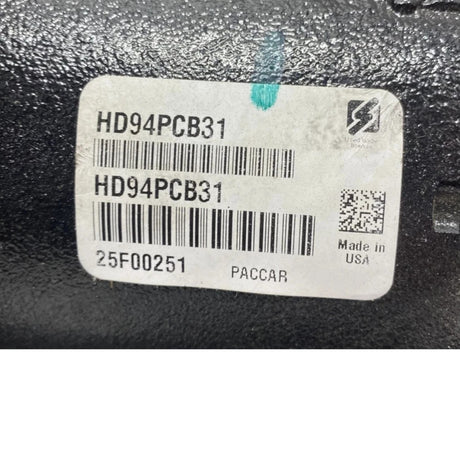 HD94PCB31
HD94PCB31
25F00251
PACCAR
Made in
USA